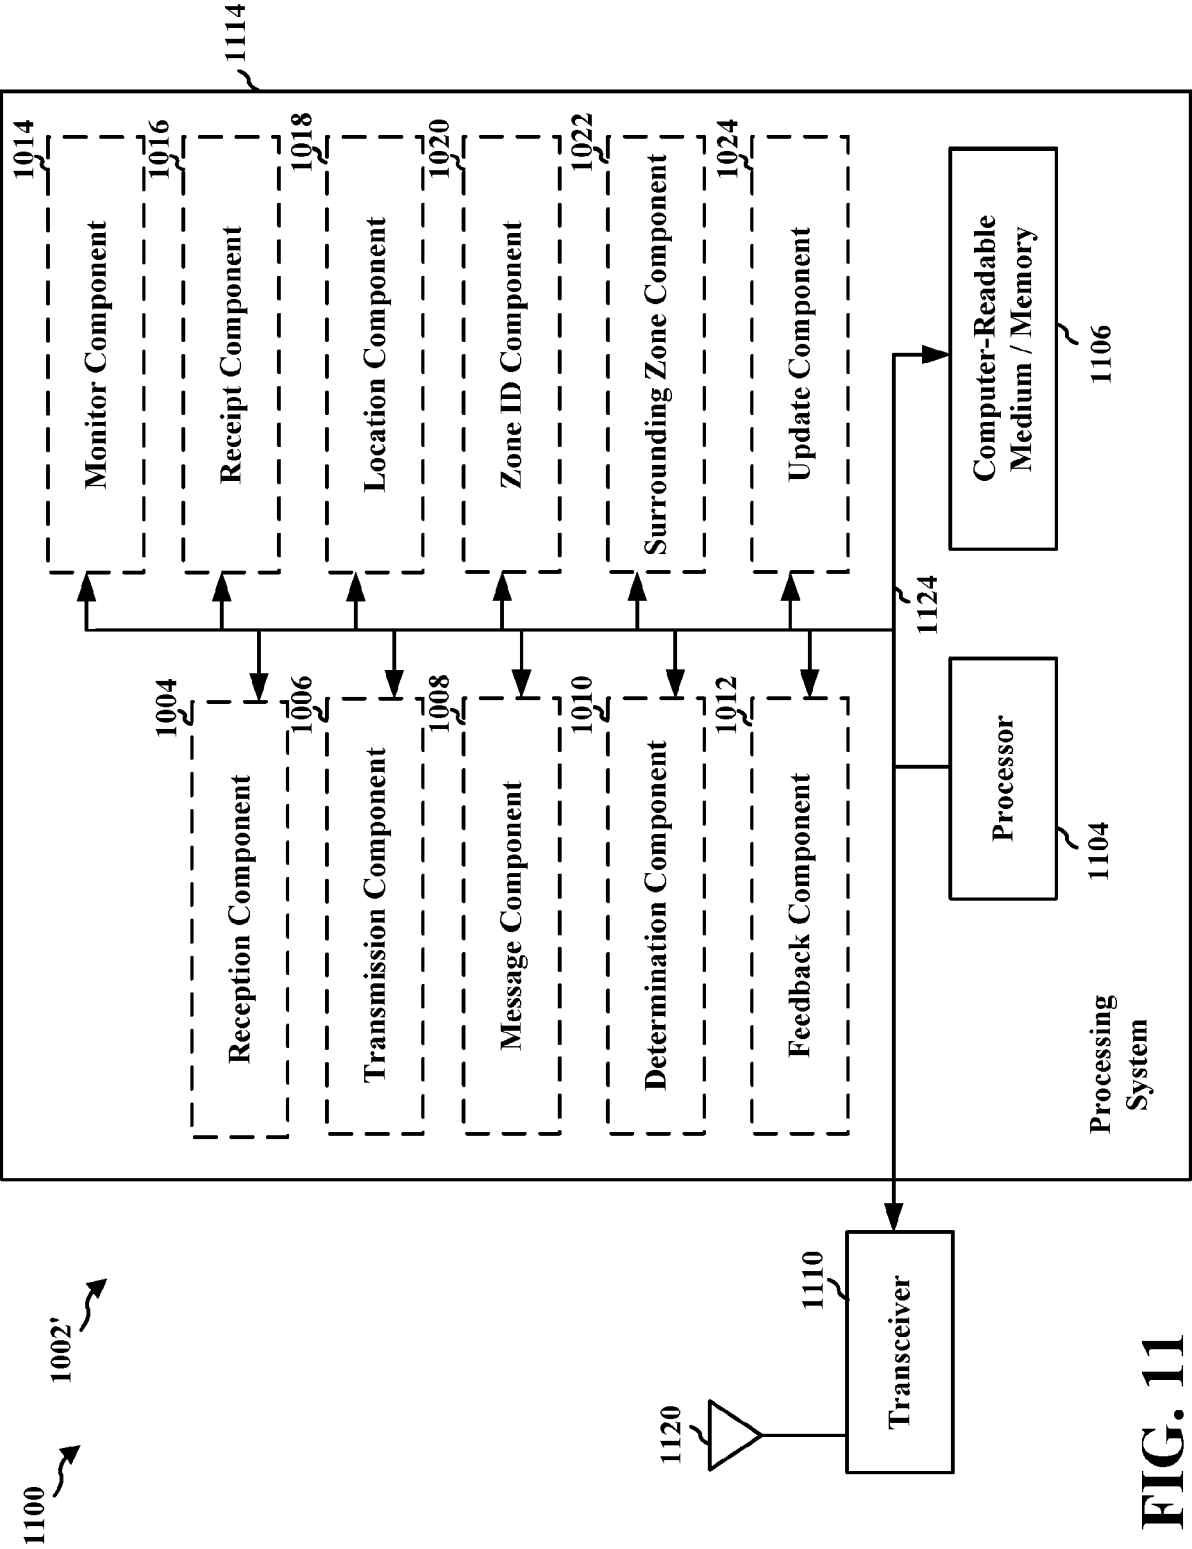 1100
1002'
1114
1004
Reception Component
1006
Transmission Component
1008
Message Component
1010
Determination Component
1012
Feedback Component
1014
Monitor Component
1016
Receipt Component
1018
Location Component
1020
Zone ID Component
1022
Surrounding Zone Component
1024
Update Component
1120
1110
Transceiver
Processing
System
Processor
1104
1124
Computer-Readable
Medium / Memory
1106
FIG. 11